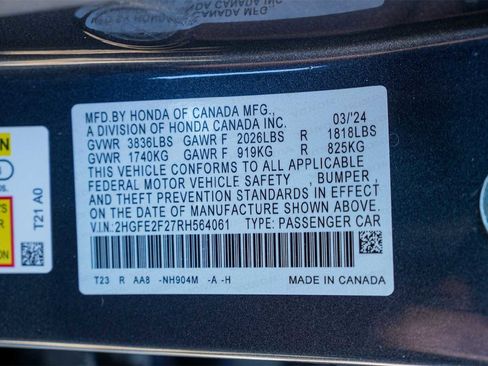 MFD.BY HONDA OF CANADA MFG.,
A DIVISION OF HONDA CANADA INC. 03/'24
GVWR 3836LBS GAWR F 2026LBS R 1818LBS
GVWR 1740KG GAWR F 919KG R 825KG
THIS VEHICLE CONFORMS TO ALL APPLICABLE
FEDERAL MOTOR VEHICLE SAFETY , BUMPER ,
AND THEFT PREVENTION STANDARDS IN EFFECT
ON THE DATE OF MANUFACTURE SHOWN ABOVE.
V.I.N: 2HGFE2F27RH564061 TYPE: PASSENGER CAR
T23 R AA8 -NH904M -A -H MADE IN CANADA
T21 A0